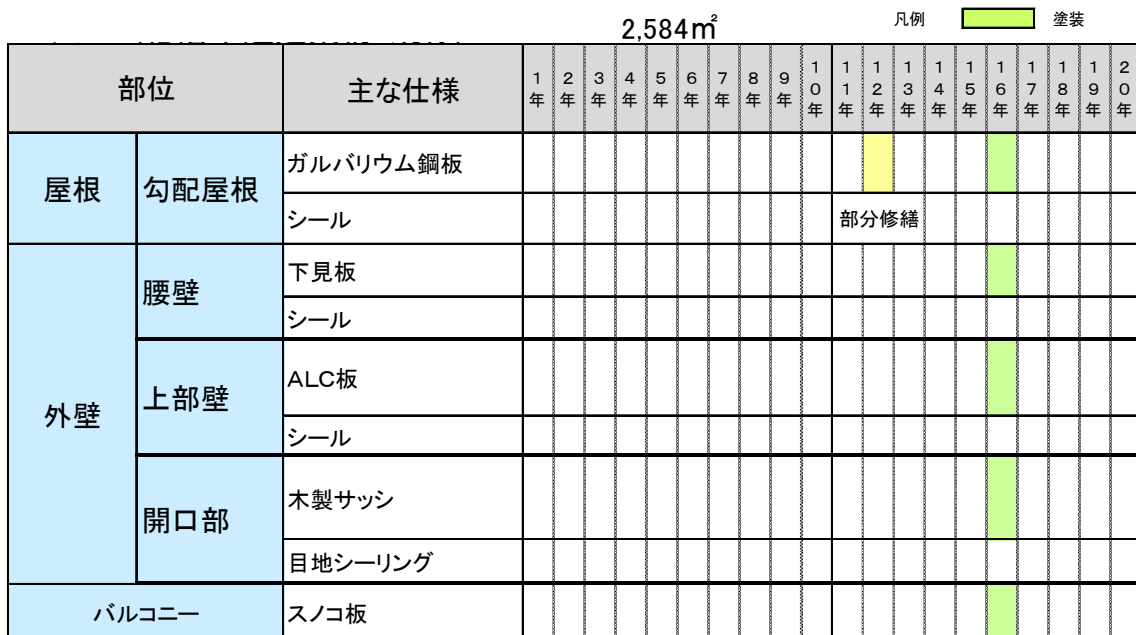 凡例 塗装
2,584㎡
部位 主な仕様 1年 2年 3年 4年 5年 6年 7年 8年 9年 10年 11年 12年 13年 14年 15年 16年 17年 18年 19年 20年
屋根 勾配屋根 ガルバリウム鋼板
シール 部分修繕
外壁 腰壁 下見板
シール
上部壁 ALC板
シール
開口部 木製サッシ
目地シーリング
バルコニー スノコ板